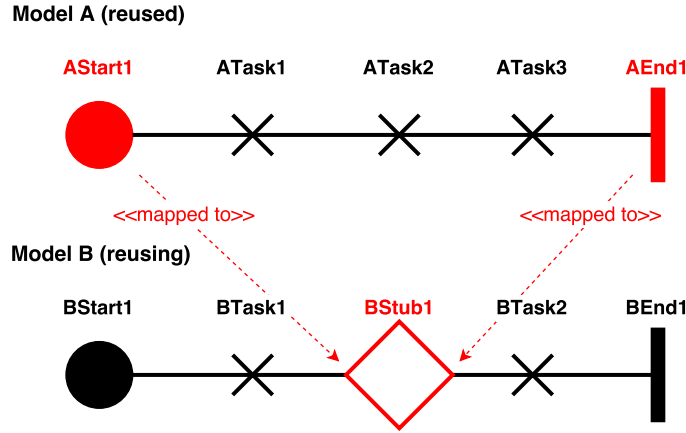 Model A (reused)
AStart1 ATask1 ATask2 ATask3 AEnd1
<<mapped to>> <<mapped to>>
Model B (reusing)
BStart1 BTask1 BStub1 BTask2 BEnd1